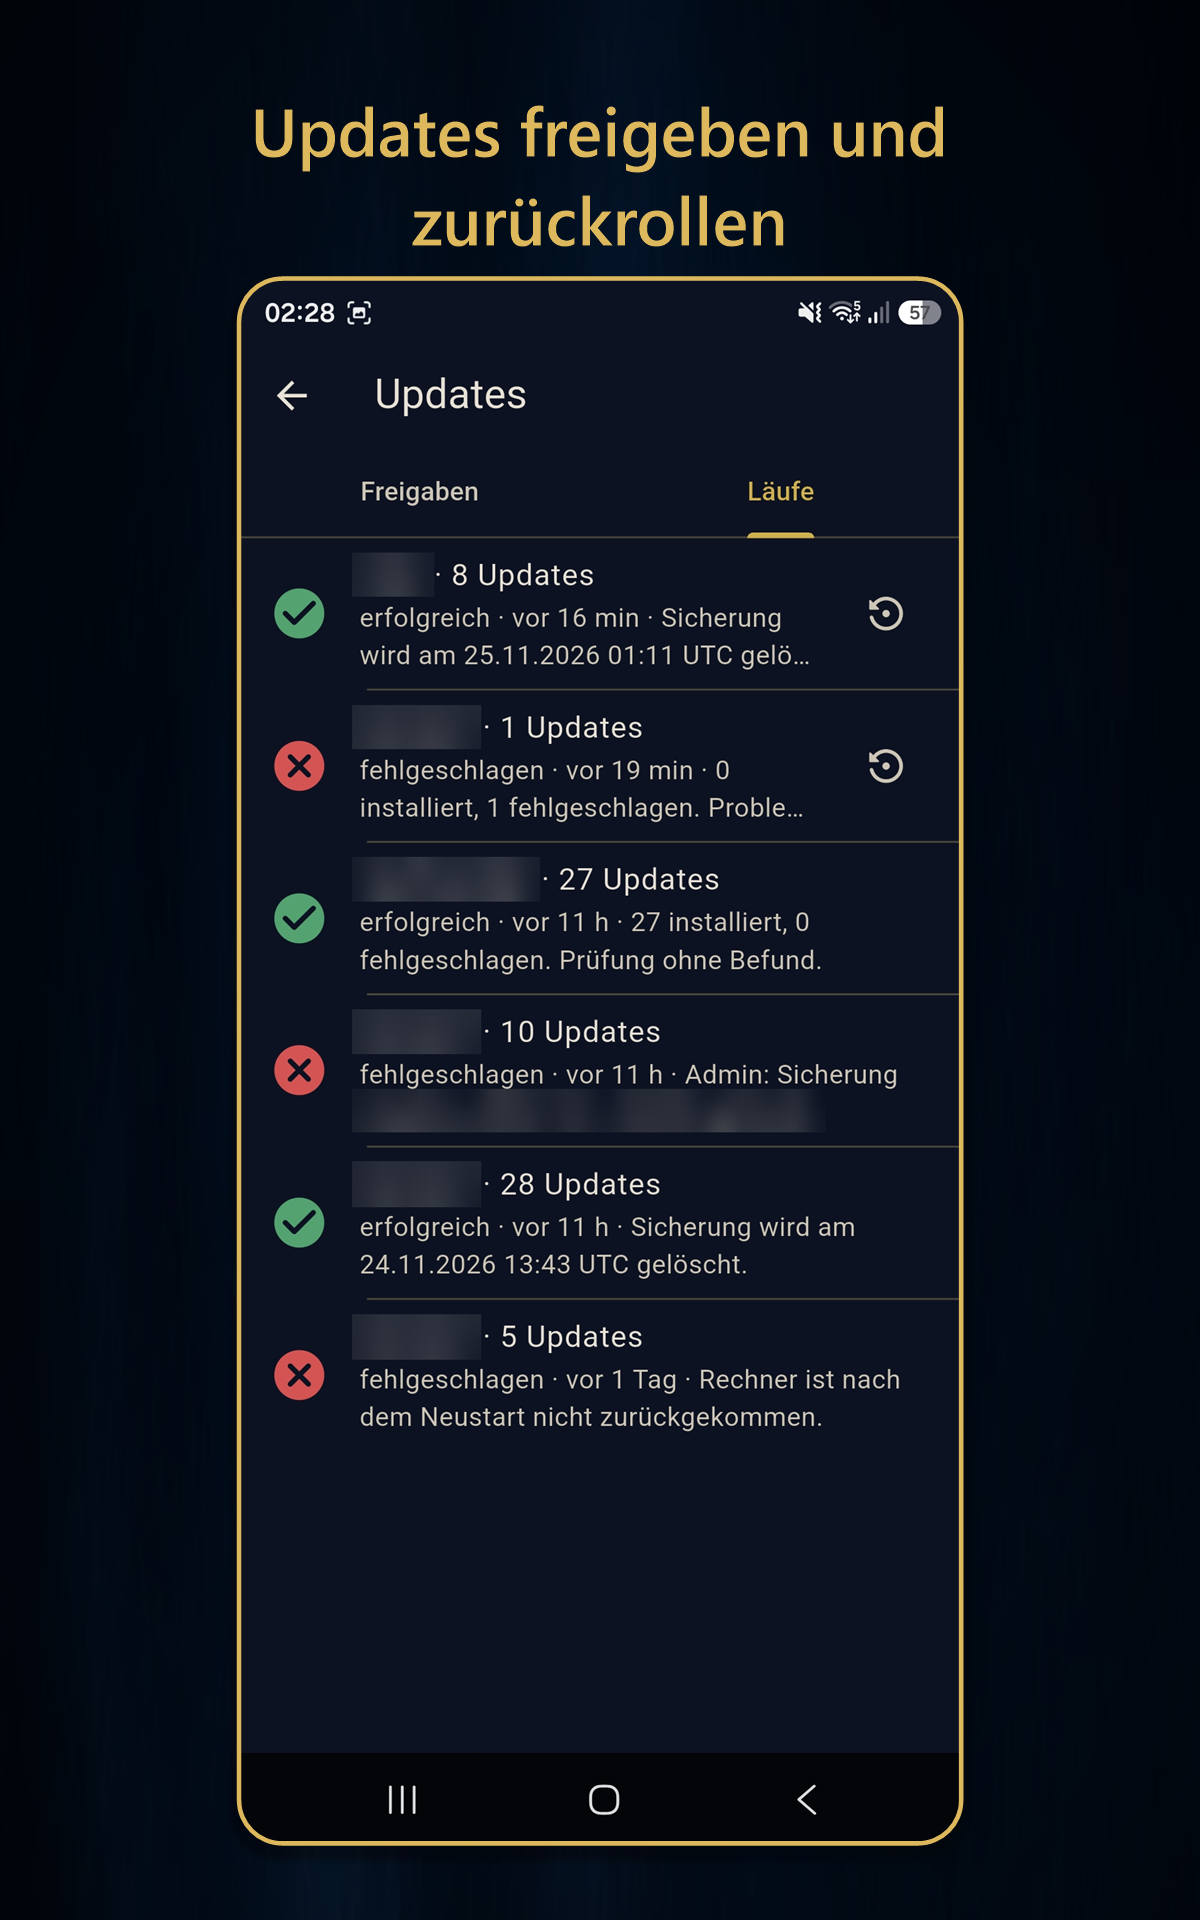 Updates freigeben und
zurückrollen
02:28
5
57
Updates
Freigaben
Läufe
· 8 Updates
erfolgreich · vor 16 min · Sicherung
wird am 25.11.2026 01:11 UTC gelö…
· 1 Updates
fehlgeschlagen · vor 19 min · 0
installiert, 1 fehlgeschlagen. Proble…
· 27 Updates
erfolgreich · vor 11 h · 27 installiert, 0
fehlgeschlagen. Prüfung ohne Befund.
· 10 Updates
fehlgeschlagen · vor 11 h · Admin: Sicherung
· 28 Updates
erfolgreich · vor 11 h · Sicherung wird am
24.11.2026 13:43 UTC gelöscht.
· 5 Updates
fehlgeschlagen · vor 1 Tag · Rechner ist nach
dem Neustart nicht zurückgekommen.